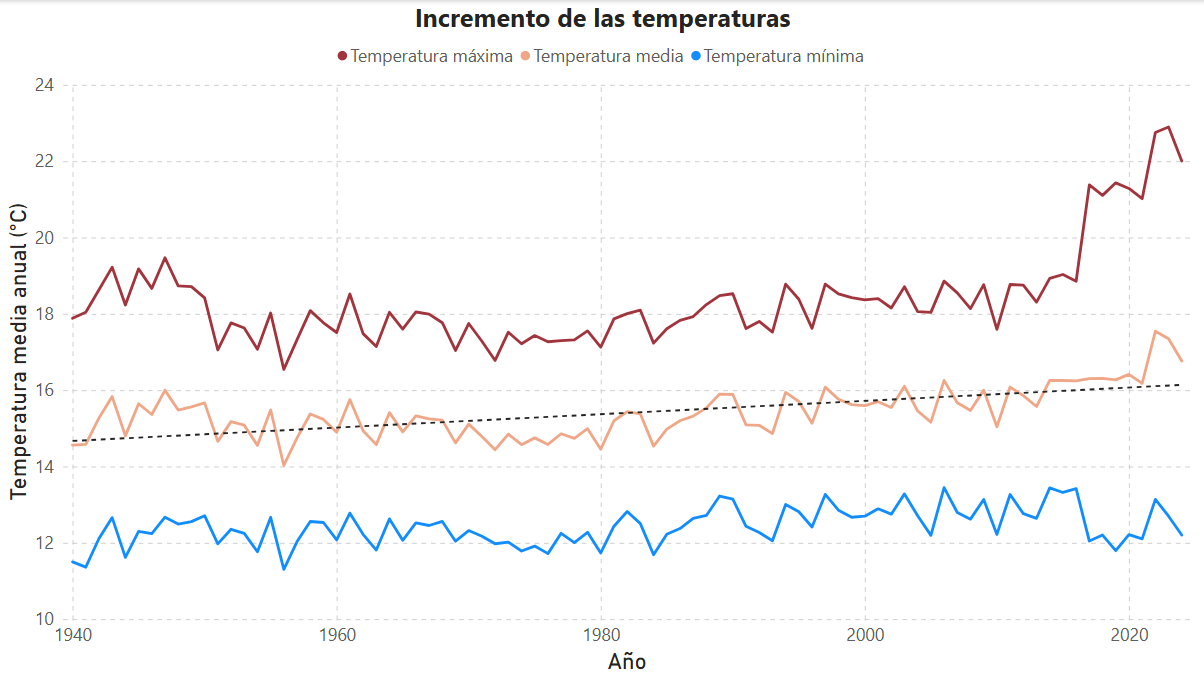 Incremento de las temperaturas
Temperatura máxima Temperatura media Temperatura mínima
Temperatura media anual (°C)
24
22
20
18
16
14
12
10
1940 1960 1980 2000 2020
Año